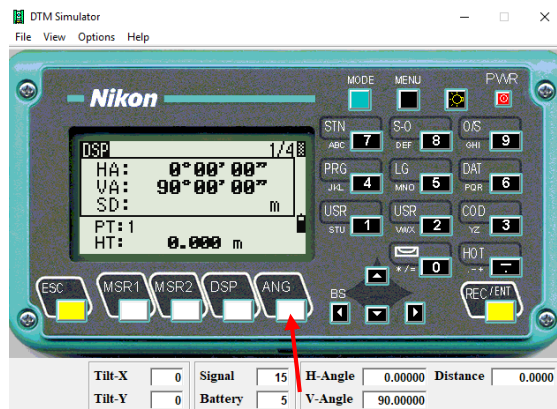 DTM Simulator
File View Options Help
Nikon
MODE MENU PWR
DSP 1/4
HA: 0°00'00"
VA: 90°00'00"
SD: m
PT:1
HT: 0.000 m
STN ABC 7 S-O DEF 8 O/S GHI 9
PRG JKL 4 LG MNO 5 DAT PQR 6
USR STU 1 USR VWX 2 COD YZ 3
*/= 0 HOT .-+ −.
BS
ESC MSR1 MSR2 DSP ANG REC/ENT
Tilt-X 0 Signal 15 H-Angle 0.00000 Distance 0.0000
Tilt-Y 0 Battery 5 V-Angle 90.00000